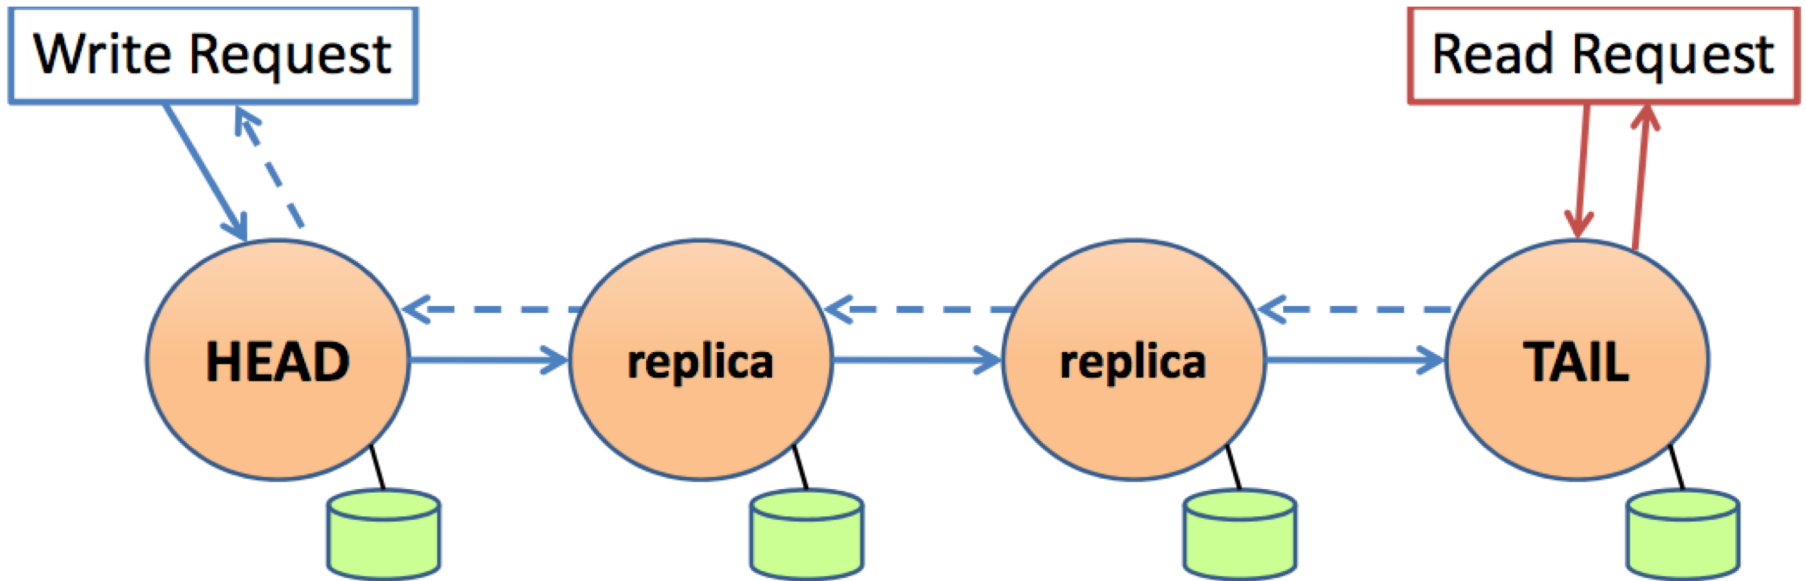 Write Request
Read Request
HEAD
replica
replica
TAIL